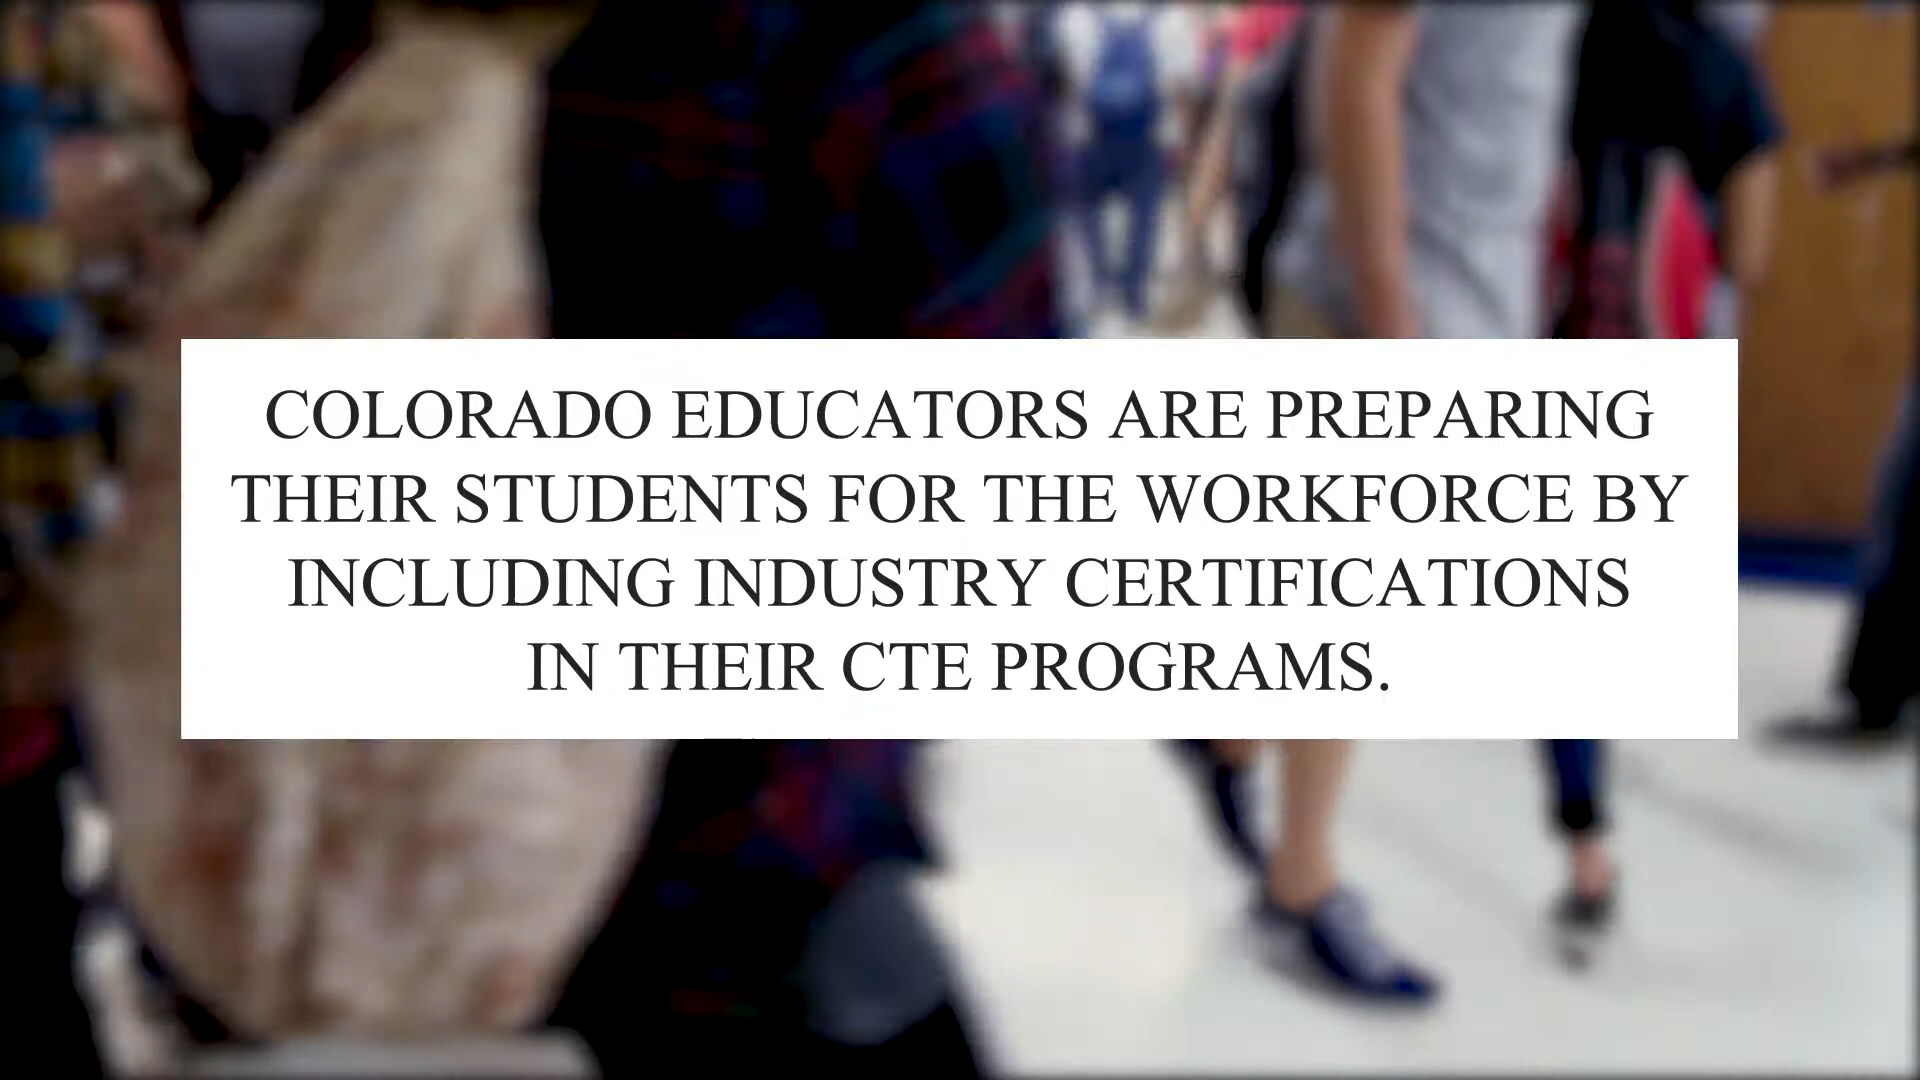 COLORADO EDUCATORS ARE PREPARING
THEIR STUDENTS FOR THE WORKFORCE BY
INCLUDING INDUSTRY CERTIFICATIONS
IN THEIR CTE PROGRAMS.